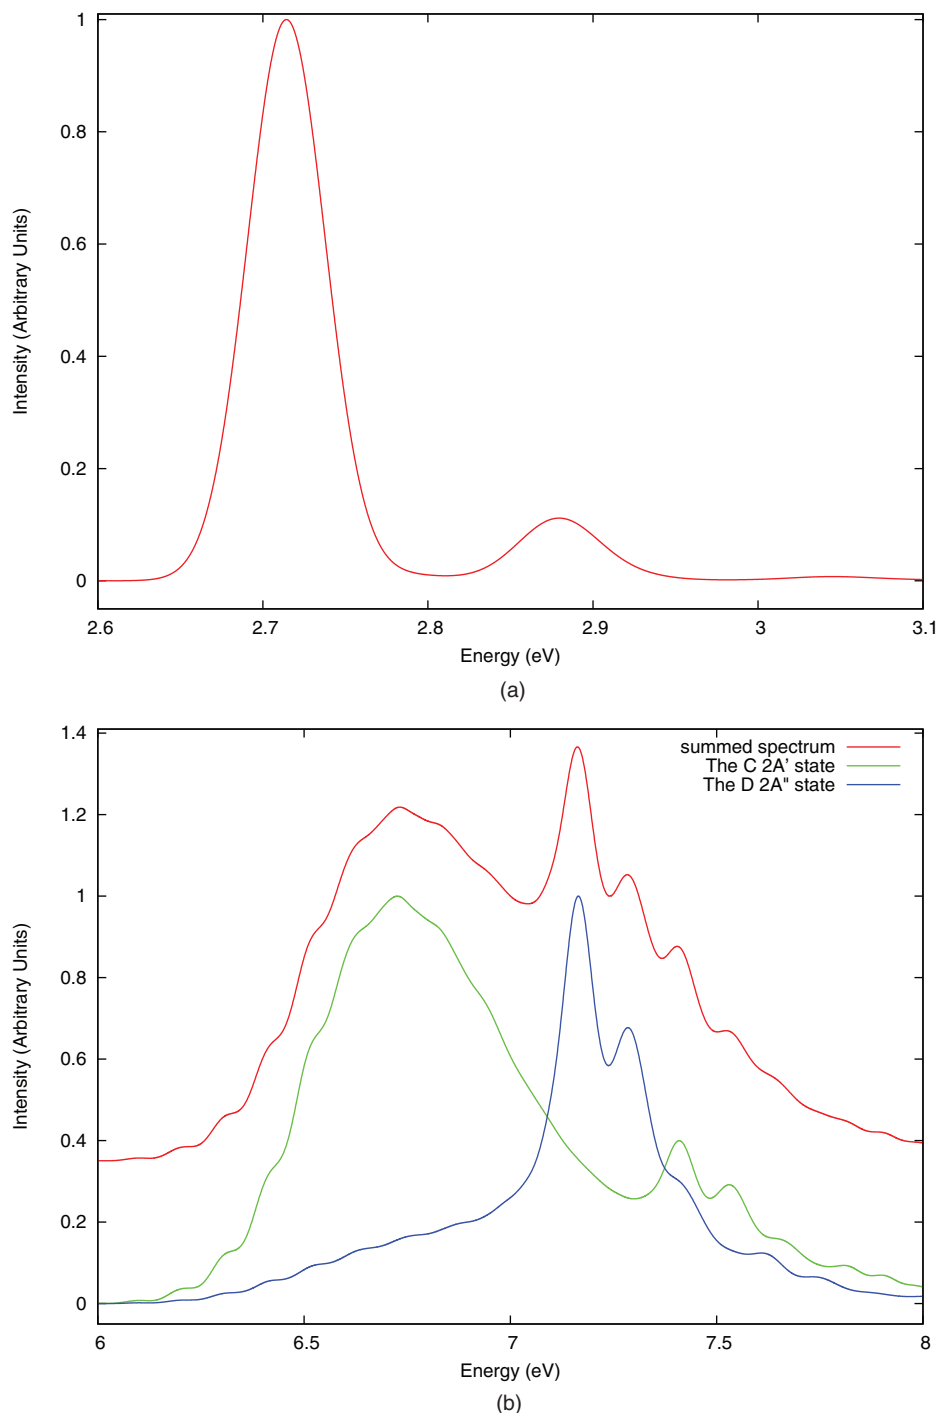 1
0.8
0.6
0.4
0.2
0
Intensity (Arbitrary Units)
2.6 2.7 2.8 2.9 3 3.1
Energy (eV)
(a)
1.4
1.2
1
0.8
0.6
0.4
0.2
0
Intensity (Arbitrary Units)
summed spectrum
The C 2A' state
The D 2A" state
6 6.5 7 7.5 8
Energy (eV)
(b)